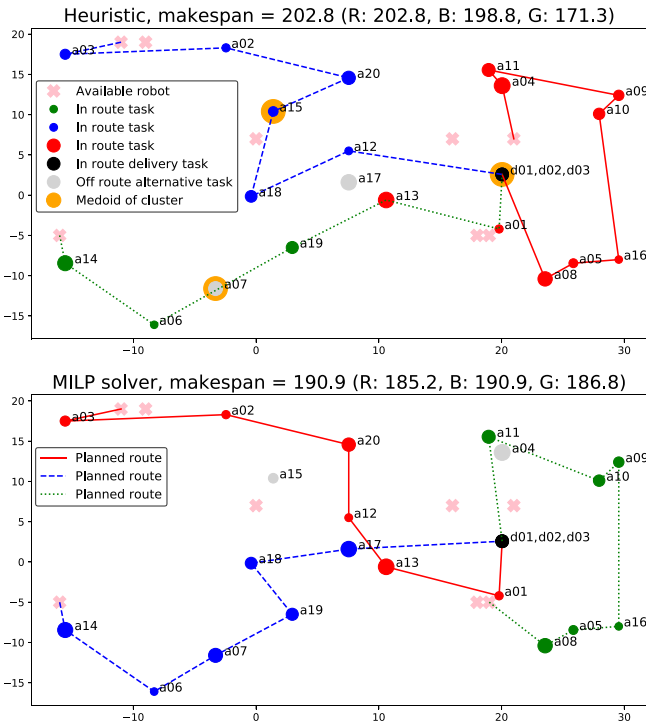 Heuristic, makespan = 202.8 (R: 202.8, B: 198.8, G: 171.3)
20
15
10
5
0
−5
−10
−15
−10
0
10
20
30
Available robot
In route task
In route task
In route task
In route delivery task
Off route alternative task
Medoid of cluster
a03
a02
a20
a15
a12
a18
a17
a13
a14
a19
a07
a06
a11
a04
a09
a10
d01,d02,d03
a01
a05
a08
a16
MILP solver, makespan = 190.9 (R: 185.2, B: 190.9, G: 186.8)
20
15
10
5
0
−5
−10
−15
−10
0
10
20
30
Planned route
Planned route
Planned route
a03
a02
a20
a15
a12
a18
a17
a13
a14
a19
a07
a06
a11
a04
a09
a10
d01,d02,d03
a01
a05
a08
a16